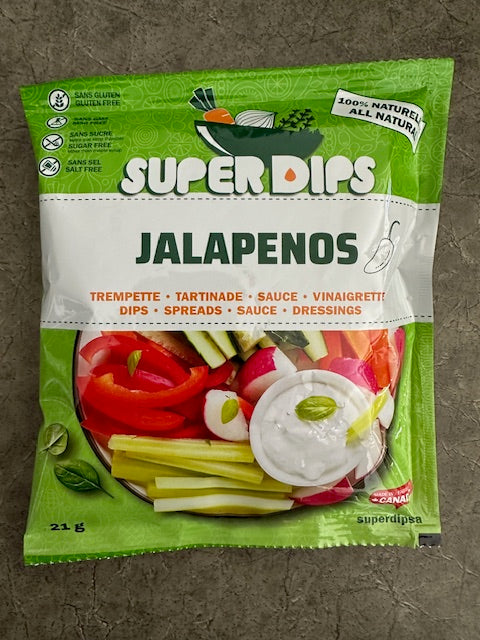 SANS GLUTEN
GLUTEN FREE
SANS SUCRE
SUGAR FREE
SANS SEL
SALT FREE
100% NATUREL
ALL NATURAL
SUPER DIPS
JALAPENOS
TREMPETTE • TARTINADE • SAUCE • VINAIGRETTE
DIPS • SPREADS • SAUCE • DRESSINGS
CANADA
21 g
superdipsa